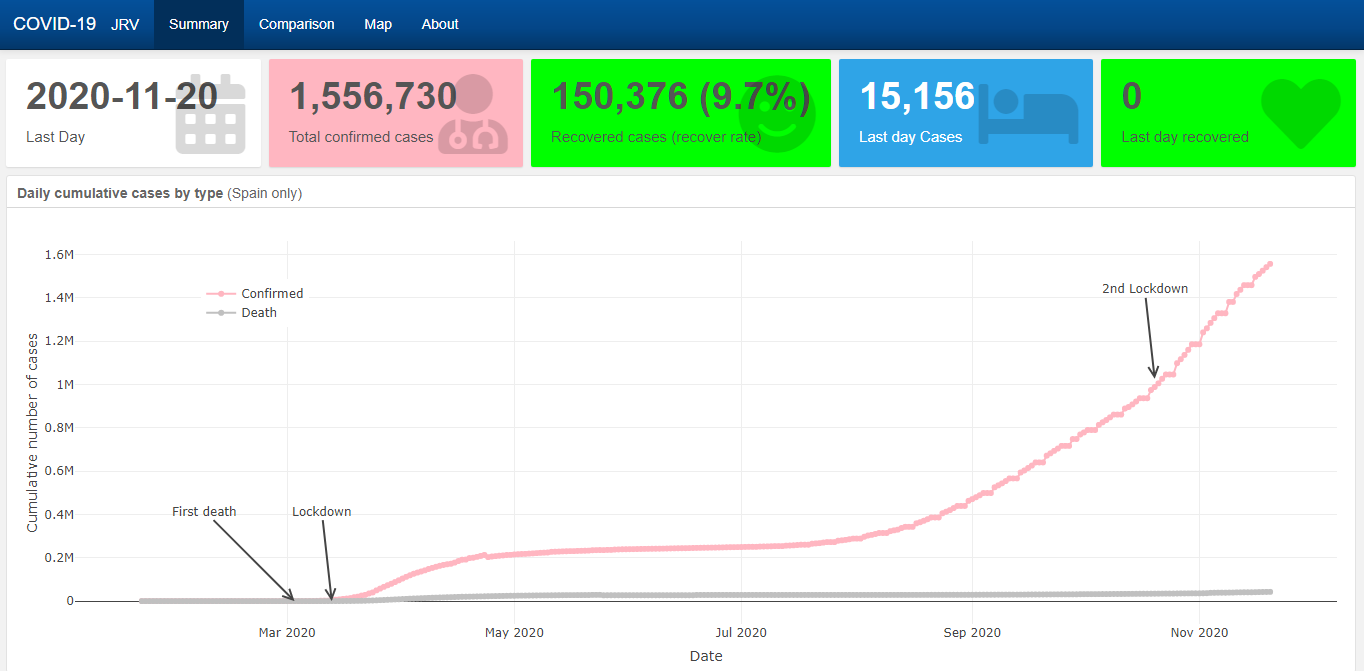 COVID-19 JRV Summary Comparison Map About
2020-11-20
Last Day
1,556,730
Total confirmed cases
150,376 (9.7%)
Recovered cases (recover rate)
15,156
Last day Cases
0
Last day recovered
Daily cumulative cases by type (Spain only)
Cumulative number of cases
1.6M
1.4M
1.2M
1M
0.8M
0.6M
0.4M
0.2M
0
Confirmed
Death
2nd Lockdown
First death
Lockdown
Mar 2020
May 2020
Jul 2020
Sep 2020
Nov 2020
Date